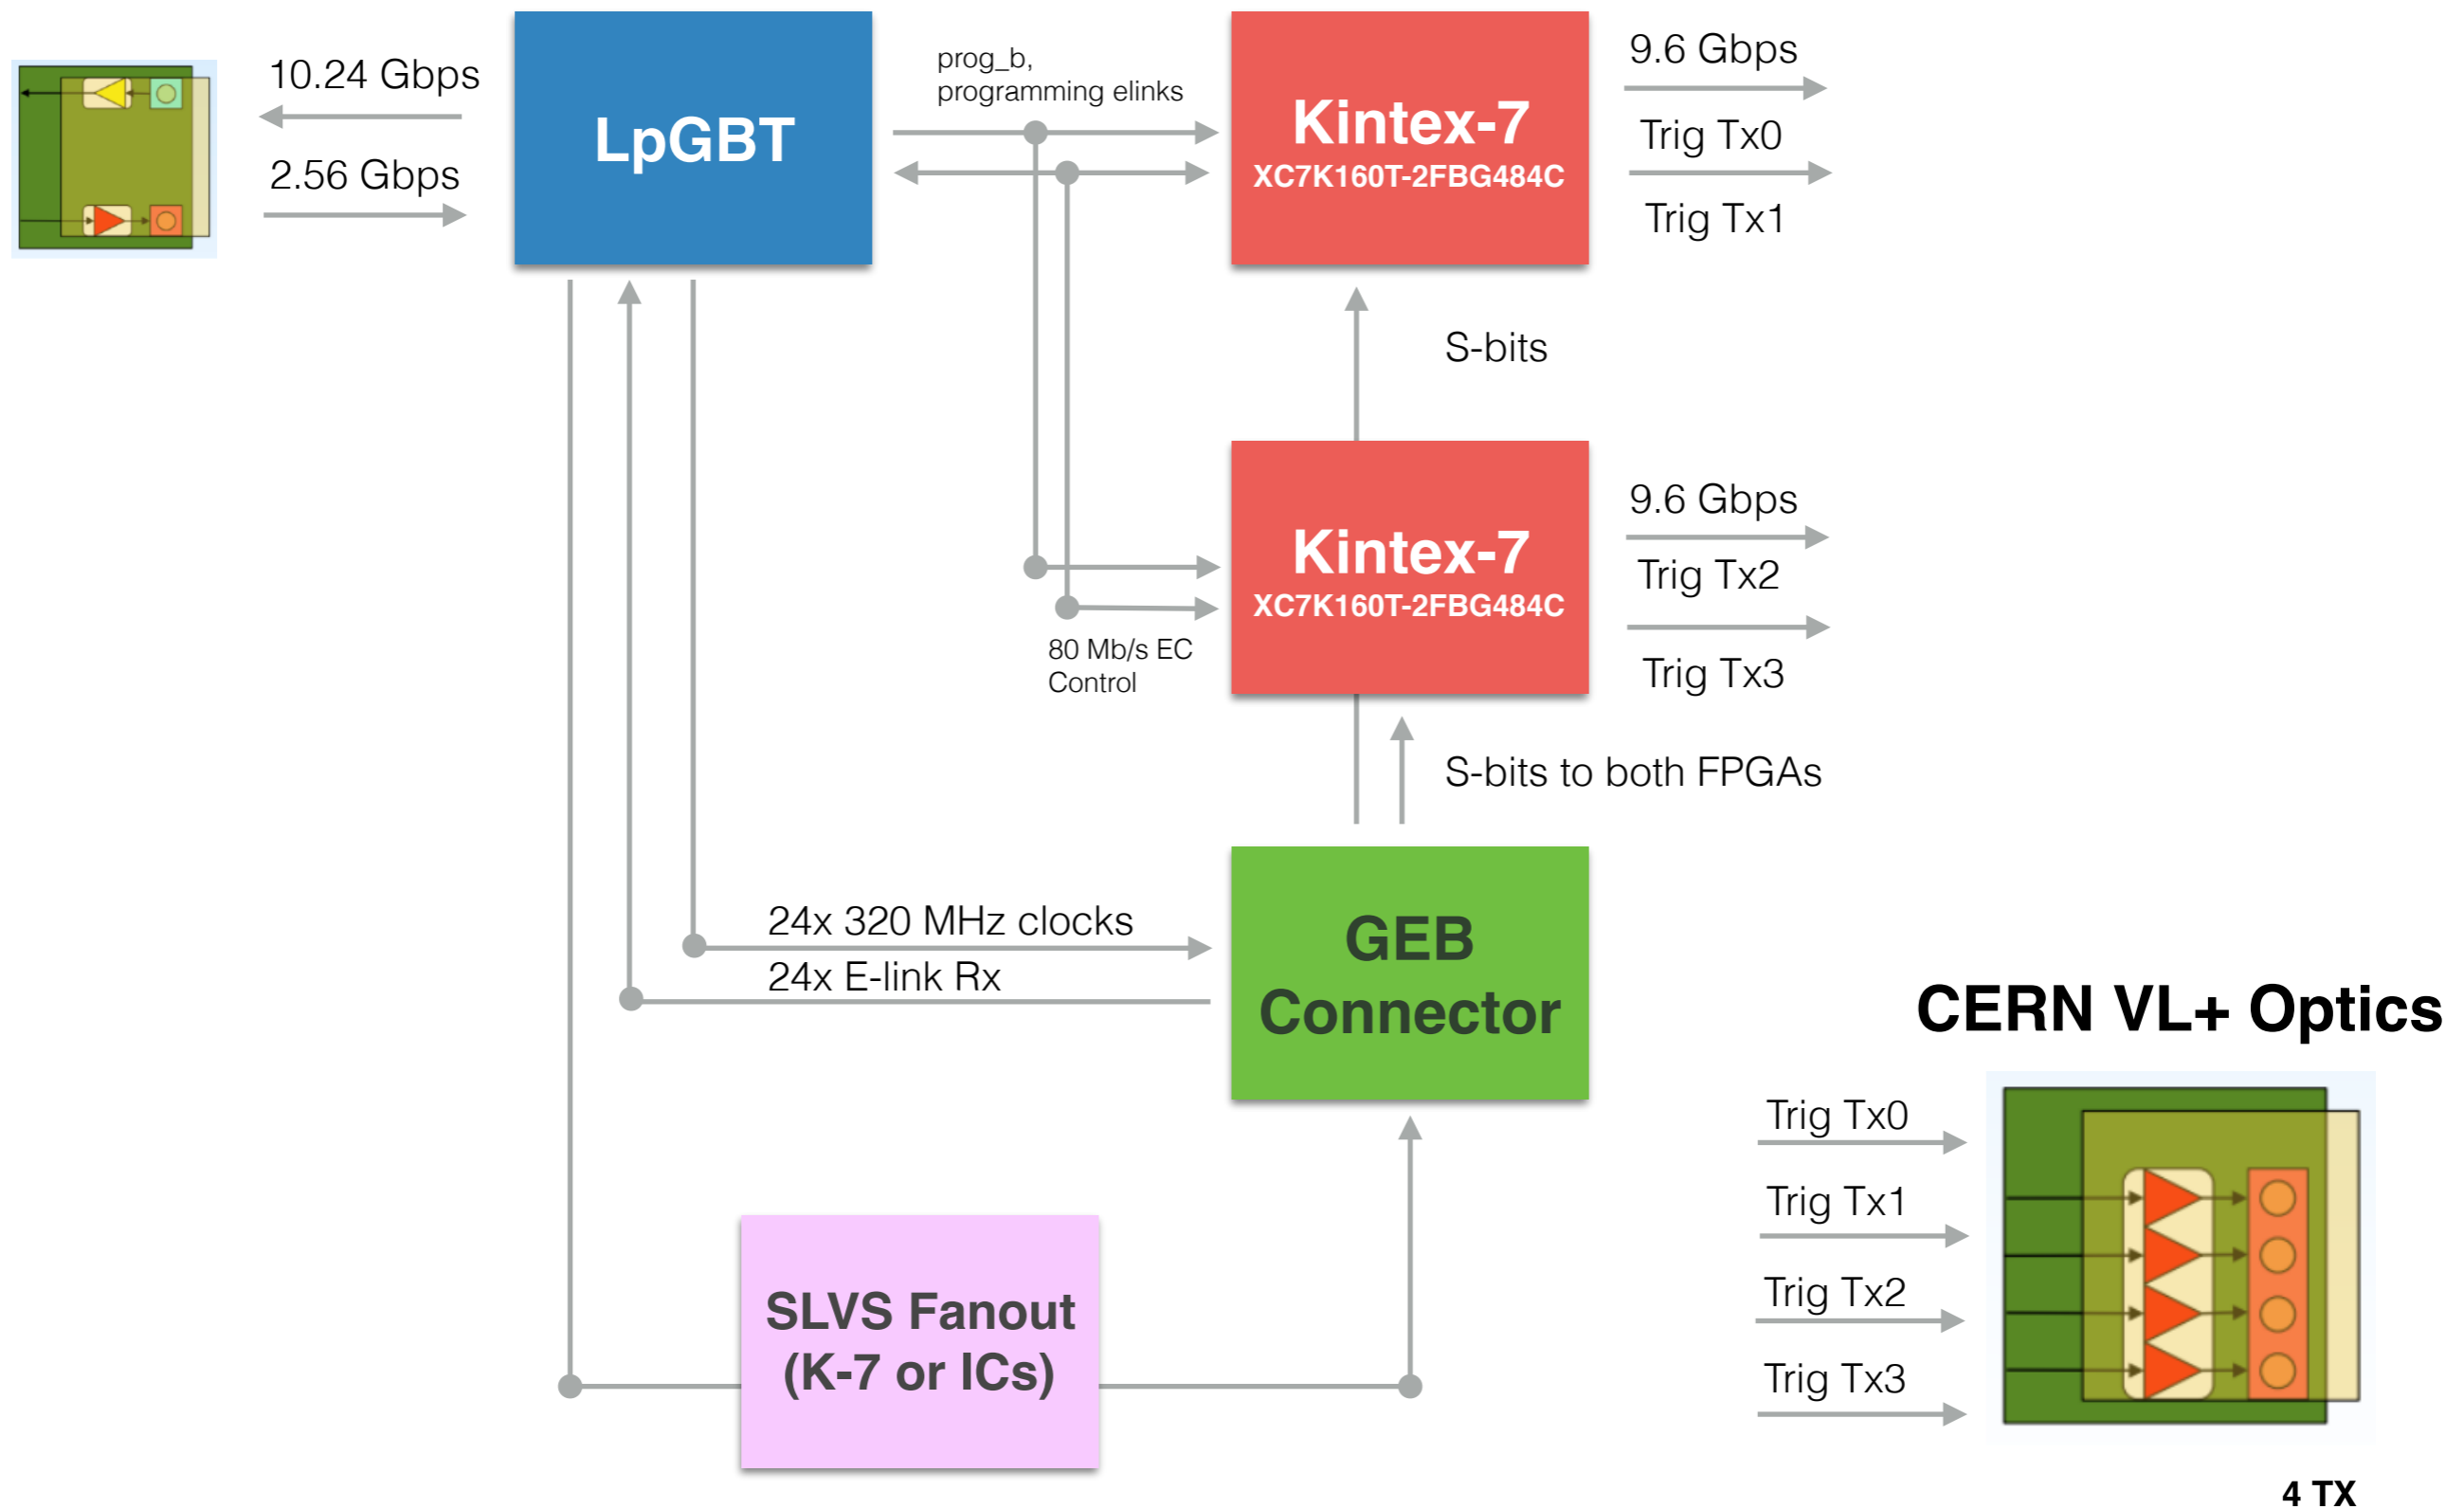 10.24 Gbps
2.56 Gbps
LpGBT
prog_b,
programming elinks
Kintex-7
XC7K160T-2FBG484C
9.6 Gbps
Trig Tx0
Trig Tx1
S-bits
Kintex-7
XC7K160T-2FBG484C
9.6 Gbps
Trig Tx2
Trig Tx3
80 Mb/s EC
Control
S-bits to both FPGAs
24x 320 MHz clocks
24x E-link Rx
GEB
Connector
CERN VL+ Optics
Trig Tx0
Trig Tx1
Trig Tx2
Trig Tx3
SLVS Fanout
(K-7 or ICs)
4 TX